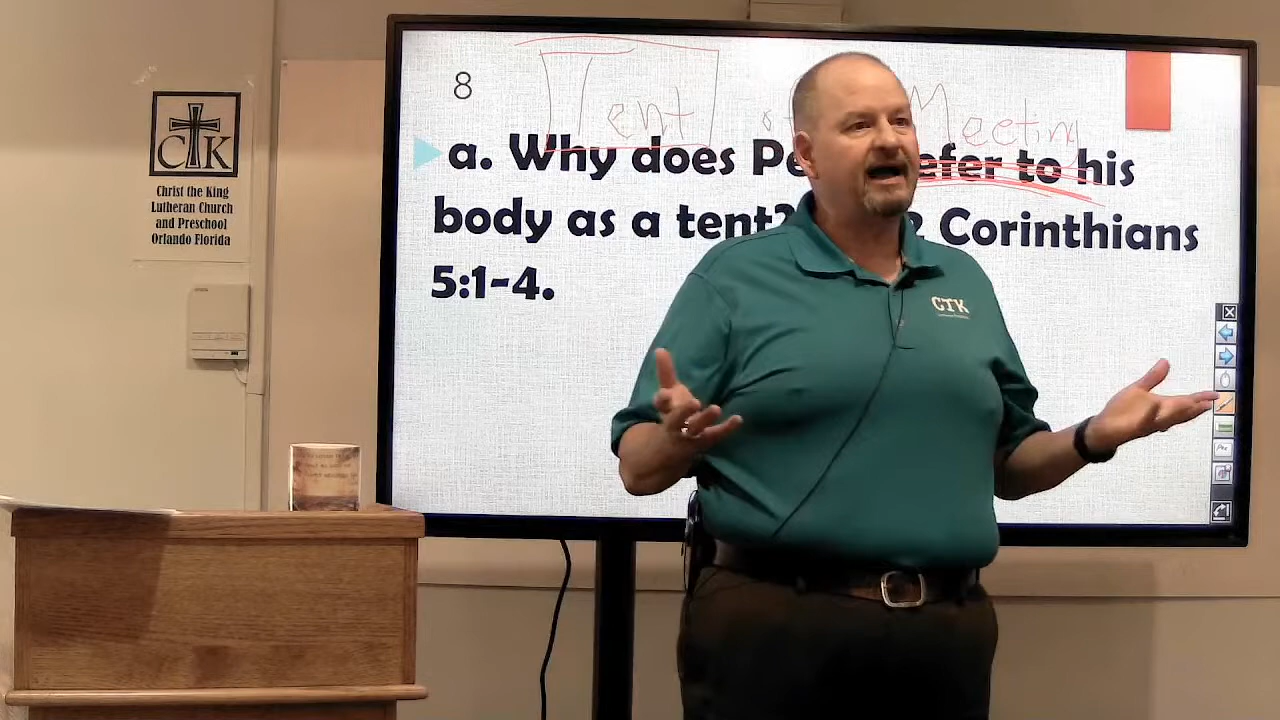 CTK
Christ the King
Lutheran Church
and Preschool
Orlando Florida
8
Tent Meeting
a. Why does Pe efer to his
body as a tent? 2 Corinthians
5:1-4.
CTK